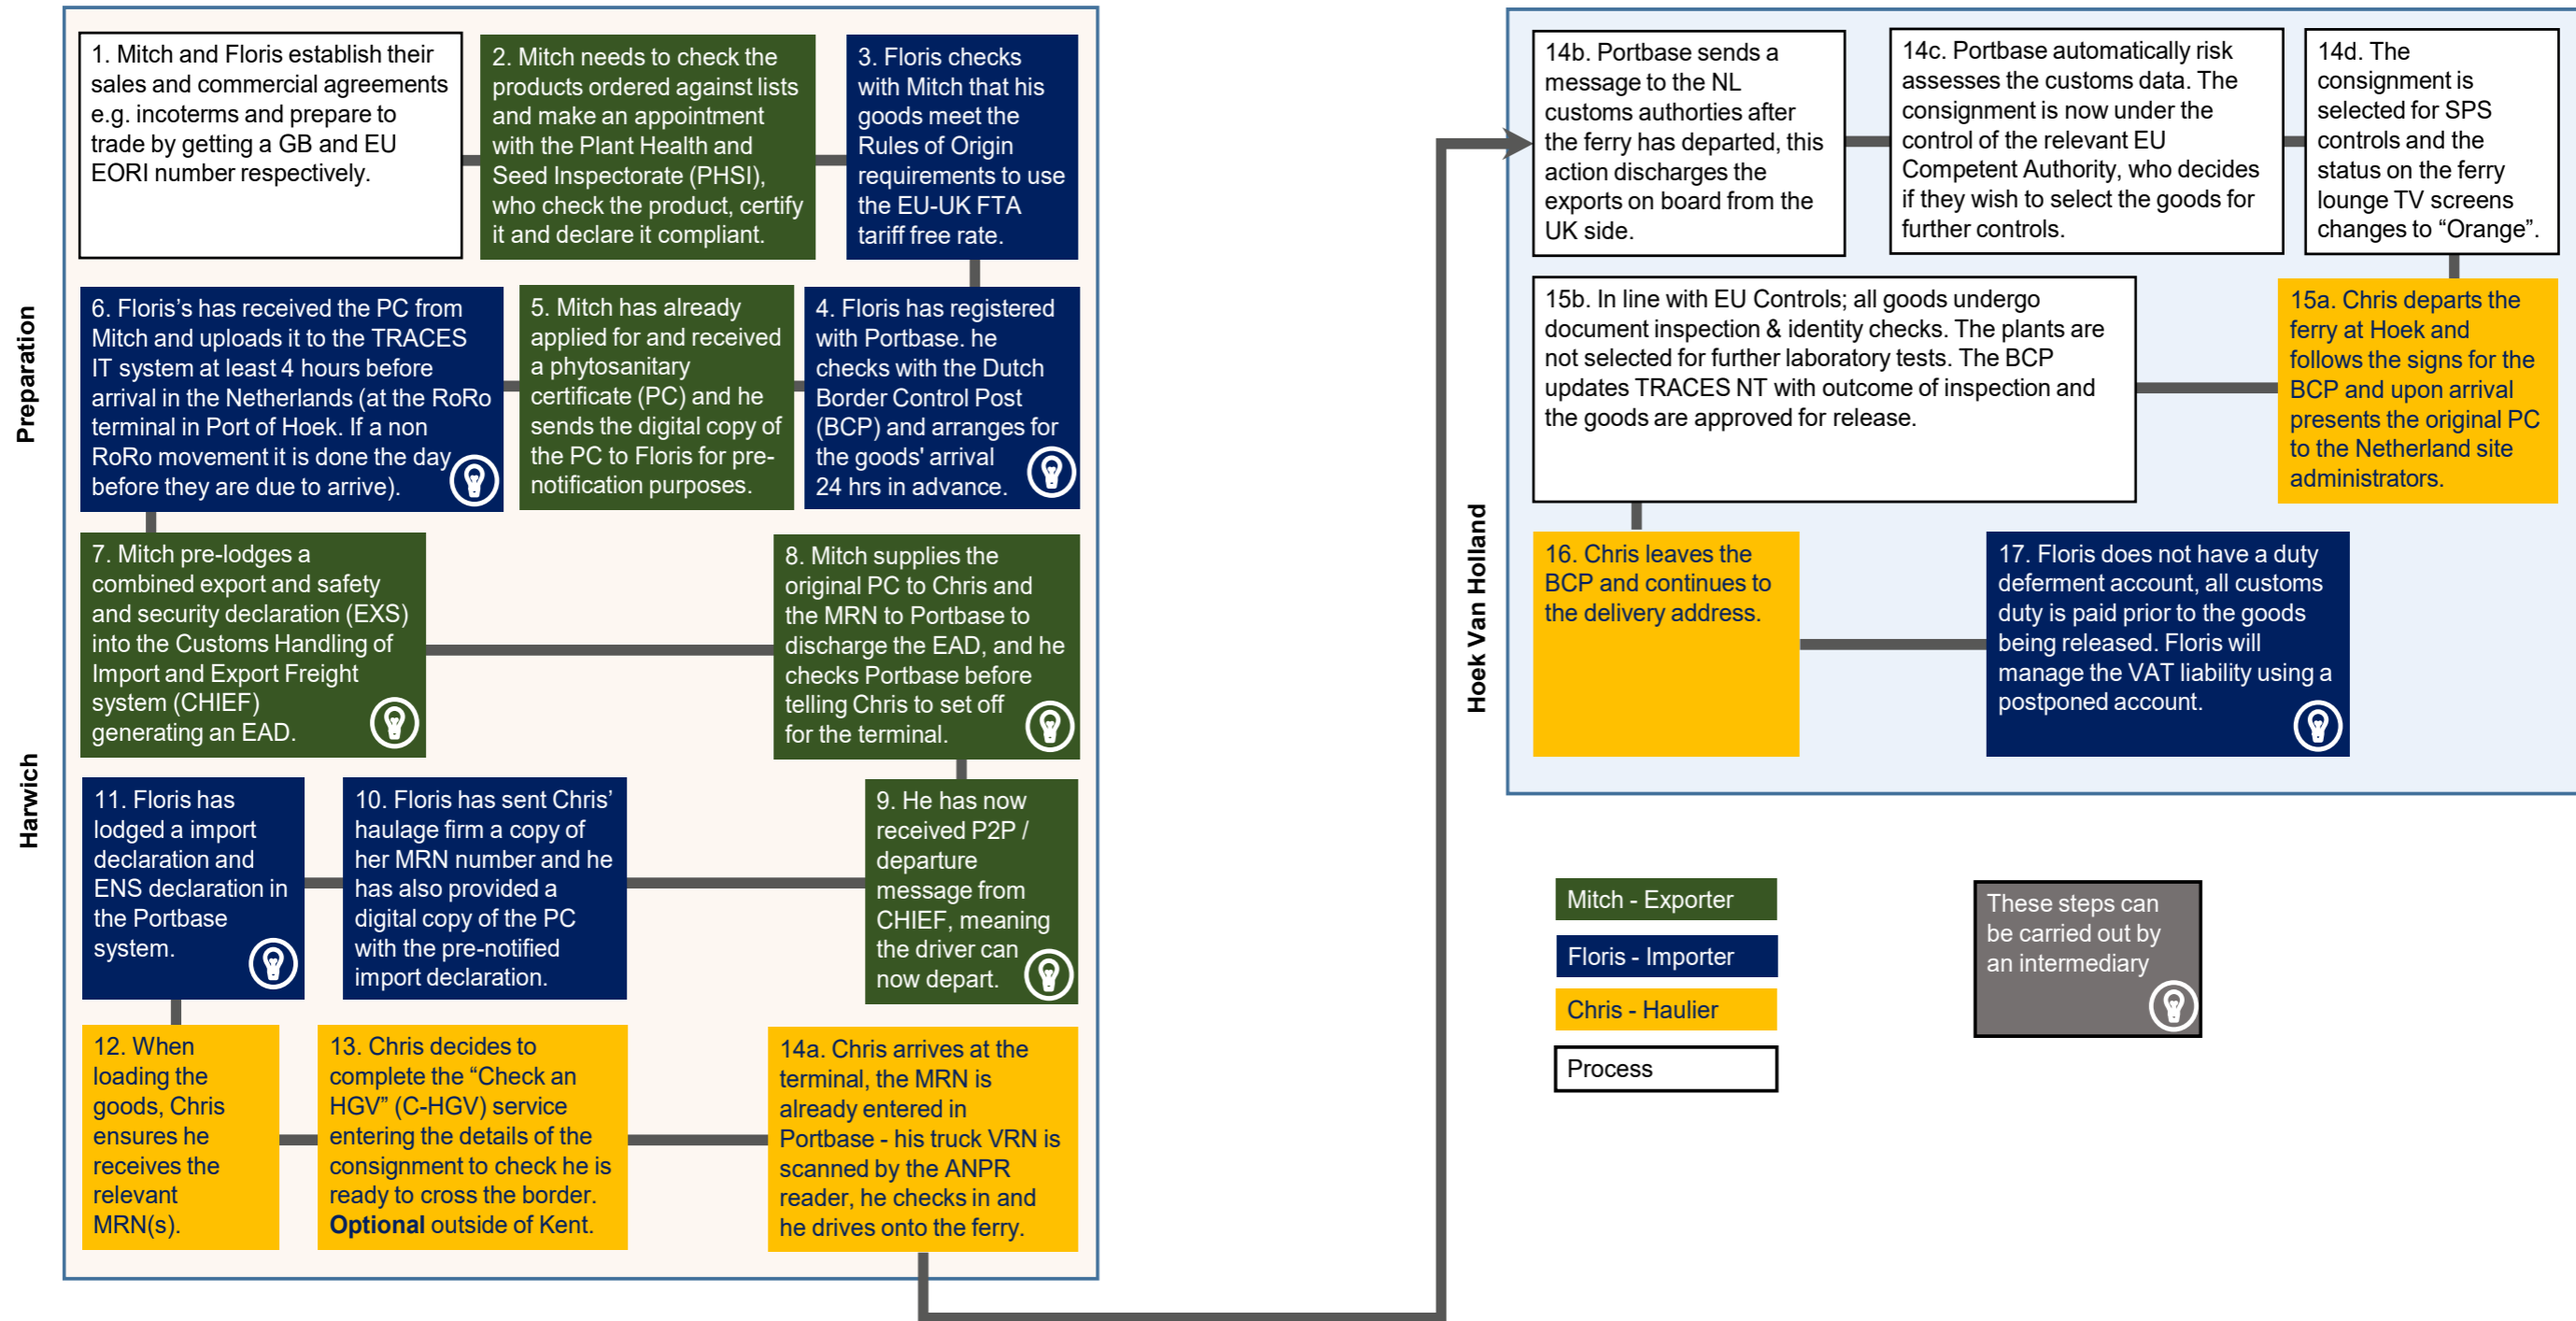 Preparation
Harwich
1. Mitch and Floris establish their
sales and commercial agreements
e.g. incoterms and prepare to
trade by getting a GB and EU
EORI number respectively.
2. Mitch needs to check the
products ordered against lists
and make an appointment
with the Plant Health and
Seed Inspectorate (PHSI),
who check the product, certify
it and declare it compliant.
3. Floris checks
with Mitch that his
goods meet the
Rules of Origin
requirements to use
the EU-UK FTA
tariff free rate.
4. Floris has registered
with Portbase. he
checks with the Dutch
Border Control Post
(BCP) and arranges for
the goods' arrival
24 hrs in advance.
5. Mitch has already
applied for and received
a phytosanitary
certificate (PC) and he
sends the digital copy of
the PC to Floris for pre-
notification purposes.
6. Floris's has received the PC from
Mitch and uploads it to the TRACES
IT system at least 4 hours before
arrival in the Netherlands (at the RoRo
terminal in Port of Hoek. If a non
RoRo movement it is done the day
before they are due to arrive).
7. Mitch pre-lodges a
combined export and safety
and security declaration (EXS)
into the Customs Handling of
Import and Export Freight
system (CHIEF)
generating an EAD.
8. Mitch supplies the
original PC to Chris and
the MRN to Portbase to
discharge the EAD, and he
checks Portbase before
telling Chris to set off
for the terminal.
9. He has now
received P2P /
departure
message from
CHIEF, meaning
the driver can
now depart.
10. Floris has sent Chris’
haulage firm a copy of
her MRN number and he
has also provided a
digital copy of the PC
with the pre-notified
import declaration.
11. Floris has
lodged a import
declaration and
ENS declaration in
the Portbase
system.
12. When
loading the
goods, Chris
ensures he
receives the
relevant
MRN(s).
13. Chris decides to
complete the “Check an
HGV” (C-HGV) service
entering the details of the
consignment to check he is
ready to cross the border.
Optional outside of Kent.
14a. Chris arrives at the
terminal, the MRN is
already entered in
Portbase - his truck VRN is
scanned by the ANPR
reader, he checks in and
he drives onto the ferry.
Hoek Van Holland
14b. Portbase sends a
message to the NL
customs authorties after
the ferry has departed, this
action discharges the
exports on board from the
UK side.
14c. Portbase automatically risk
assesses the customs data. The
consignment is now under the
control of the relevant EU
Competent Authority, who decides
if they wish to select the goods for
further controls.
14d. The
consignment is
selected for SPS
controls and the
status on the ferry
lounge TV screens
changes to “Orange”.
15a. Chris departs the
ferry at Hoek and
follows the signs for the
BCP and upon arrival
presents the original PC
to the Netherland site
administrators.
15b. In line with EU Controls; all goods undergo
document inspection & identity checks. The plants are
not selected for further laboratory tests. The BCP
updates TRACES NT with outcome of inspection and
the goods are approved for release.
16. Chris leaves the
BCP and continues to
the delivery address.
17. Floris does not have a duty
deferment account, all customs
duty is paid prior to the goods
being released. Floris will
manage the VAT liability using a
postponed account.
Mitch - Exporter
Floris - Importer
Chris - Haulier
Process
These steps can
be carried out by
an intermediary